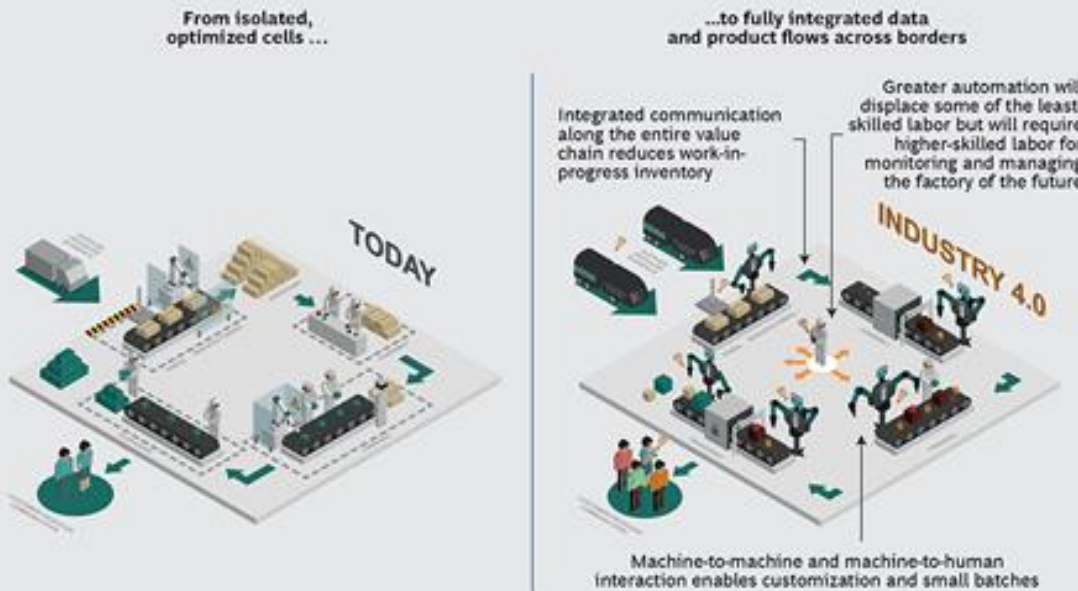 From isolated,
optimized cells ...
...to fully integrated data
and product flows across borders
Integrated communication
along the entire value
chain reduces work-in-
progress inventory
Greater automation will
displace some of the least-
skilled labor but will require
higher-skilled labor for
monitoring and managing
the factory of the future
TODAY
INDUSTRY 4.0
Machine-to-machine and machine-to-human
interaction enables customization and small batches